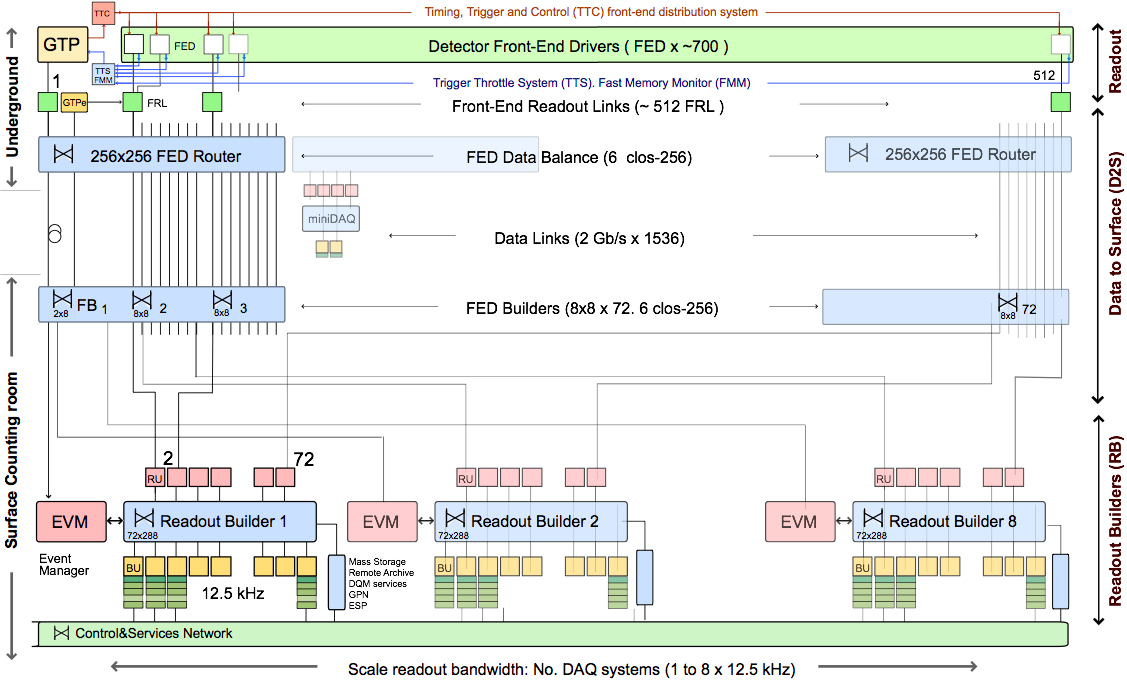 TTC
Timing, Trigger and Control (TTC) front-end distribution system
GTP
FED
Detector Front-End Drivers ( FED x ~700 )
TTS
FMM
1
Trigger Throttle System (TTS). Fast Memory Monitor (FMM)
512
GTPe
FRL
Front-End Readout Links (~ 512 FRL )
256x256 FED Router
FED Data Balance (6 clos-256)
256x256 FED Router
miniDAQ
Data Links (2 Gb/s x 1536)
FB 1
2x8
8x8
2
8x8
3
FED Builders (8x8 x 72. 6 clos-256)
8x8
72
2
72
RU
RU
RU
EVM
Readout Builder 1
72x288
EVM
Readout Builder 2
72x288
EVM
Readout Builder 8
72x288
Event
Manager
BU
12.5 kHz
Mass Storage
Remote Archive
DQM services
GPN
ESP
BU
BU
Control&Services Network
Scale readout bandwidth: No. DAQ systems (1 to 8 x 12.5 kHz)
Underground
Surface Counting room
Readout
Data to Surface (D2S)
Readout Builders (RB)